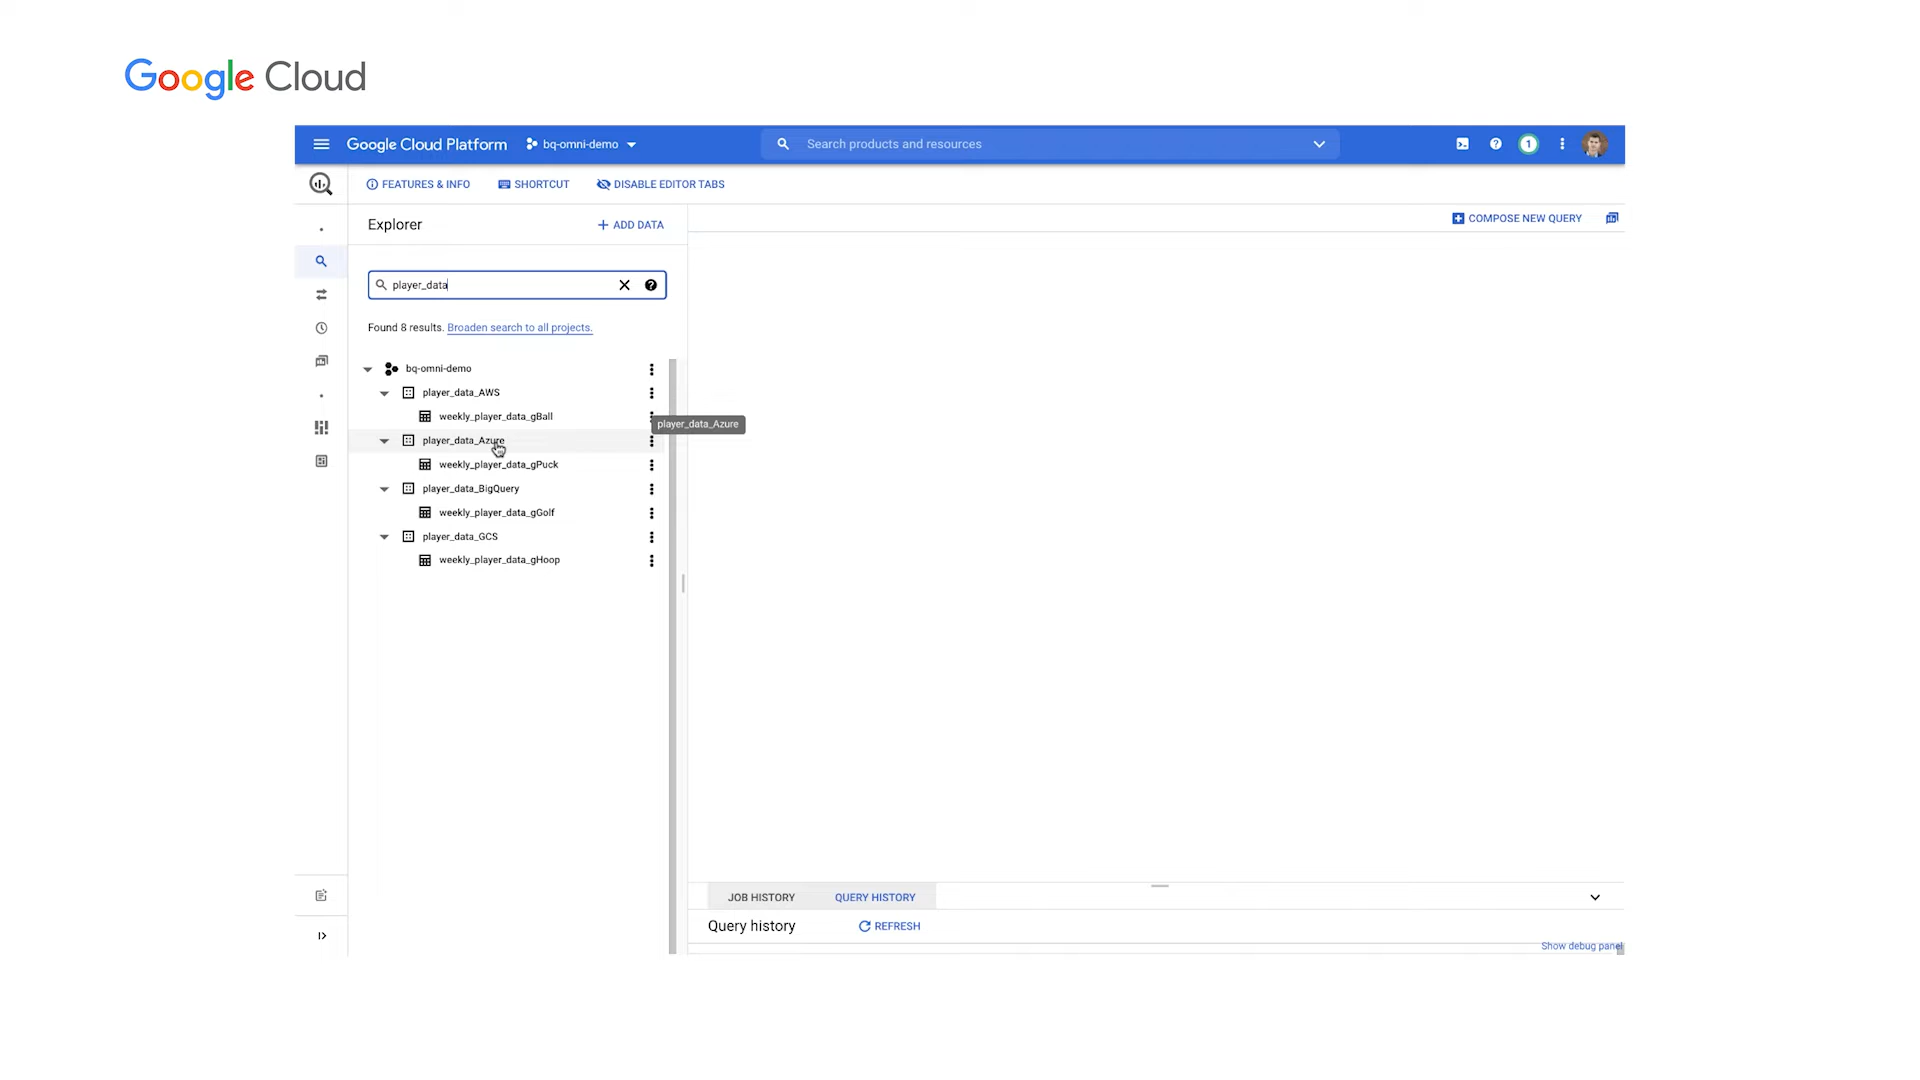 Google Cloud
Google Cloud Platform bq-omni-demo Search products and resources 1
FEATURES & INFO SHORTCUT DISABLE EDITOR TABS
Explorer + ADD DATA
COMPOSE NEW QUERY
player_data
Found 8 results. Broaden search to all projects.
bq-omni-demo
player_data_AWS
weekly_player_data_gBall
player_data_Azure
player_data_Azure
weekly_player_data_gPuck
player_data_BigQuery
weekly_player_data_gGolf
player_data_GCS
weekly_player_data_gHoop
JOB HISTORY QUERY HISTORY
Query history REFRESH
Show debug panel